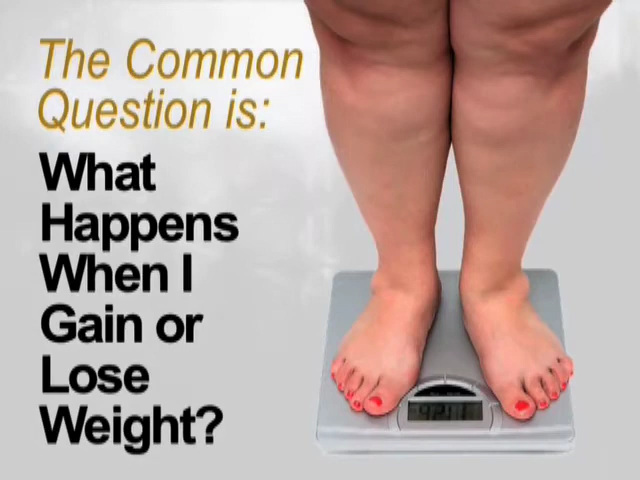 The Common
Question is:
What
Happens
When I
Gain or
Lose
Weight?